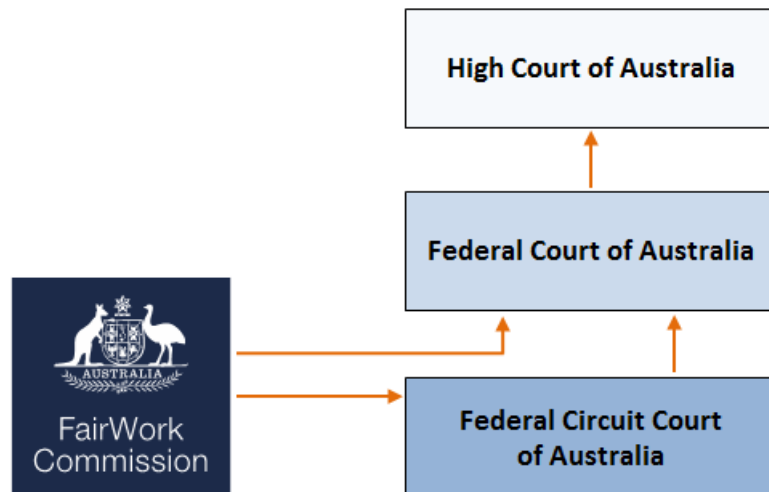 High Court of Australia
Federal Court of Australia
AUSTRALIA
FairWork
Commission
Federal Circuit Court
of Australia